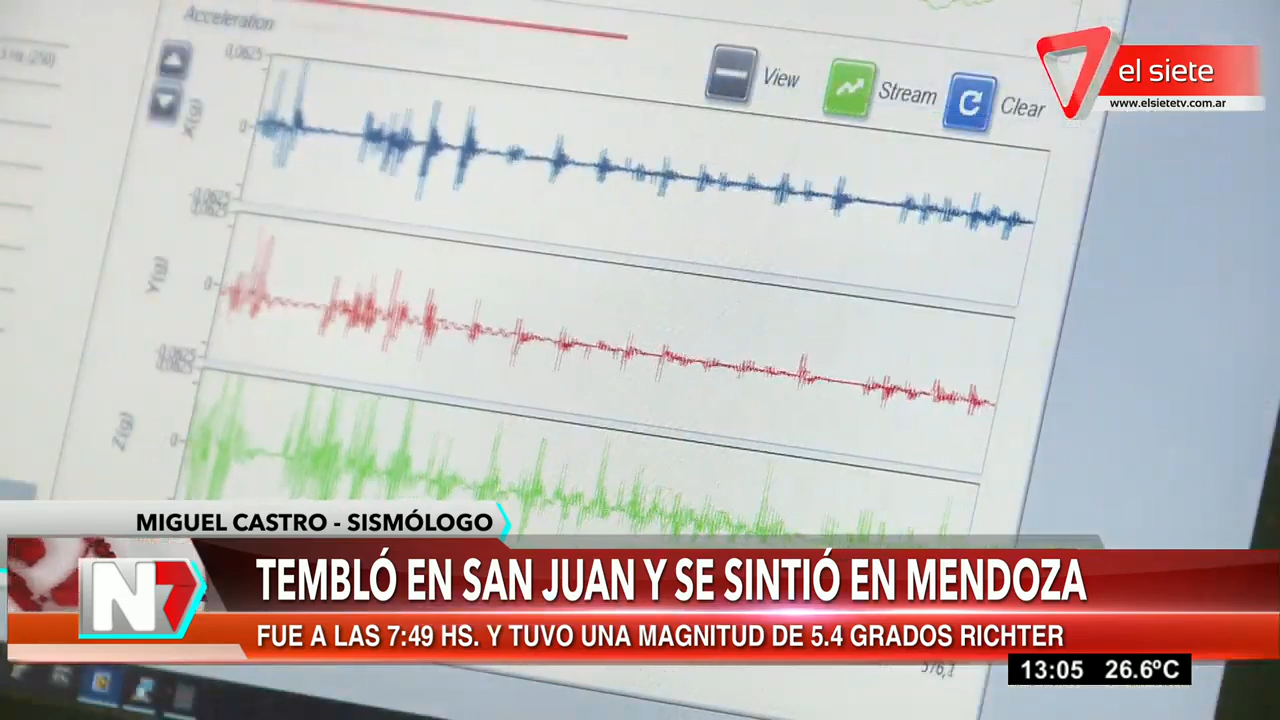 Acceleration
0,0625
View
Stream
Clear
el siete
www.elsietetv.com.ar
X(g)
0
Y(g)
0
Z(g)
0
MIGUEL CASTRO - SISMÓLOGO
N7
TEMBLÓ EN SAN JUAN Y SE SINTIÓ EN MENDOZA
FUE A LAS 7:49 HS. Y TUVO UNA MAGNITUD DE 5.4 GRADOS RICHTER
13:05 26.6ºC